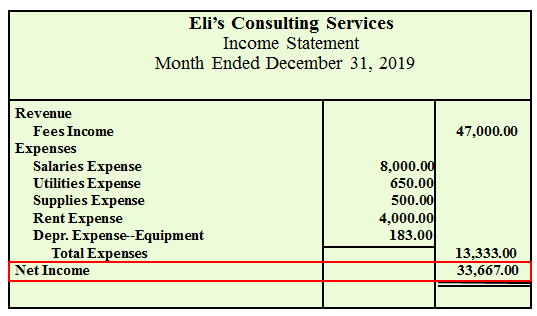 Eli's Consulting Services
Income Statement
Month Ended December 31, 2019
Revenue
Fees Income 47,000.00
Expenses
Salaries Expense 8,000.00
Utilities Expense 650.00
Supplies Expense 500.00
Rent Expense 4,000.00
Depr. Expense--Equipment 183.00
Total Expenses 13,333.00
Net Income 33,667.00